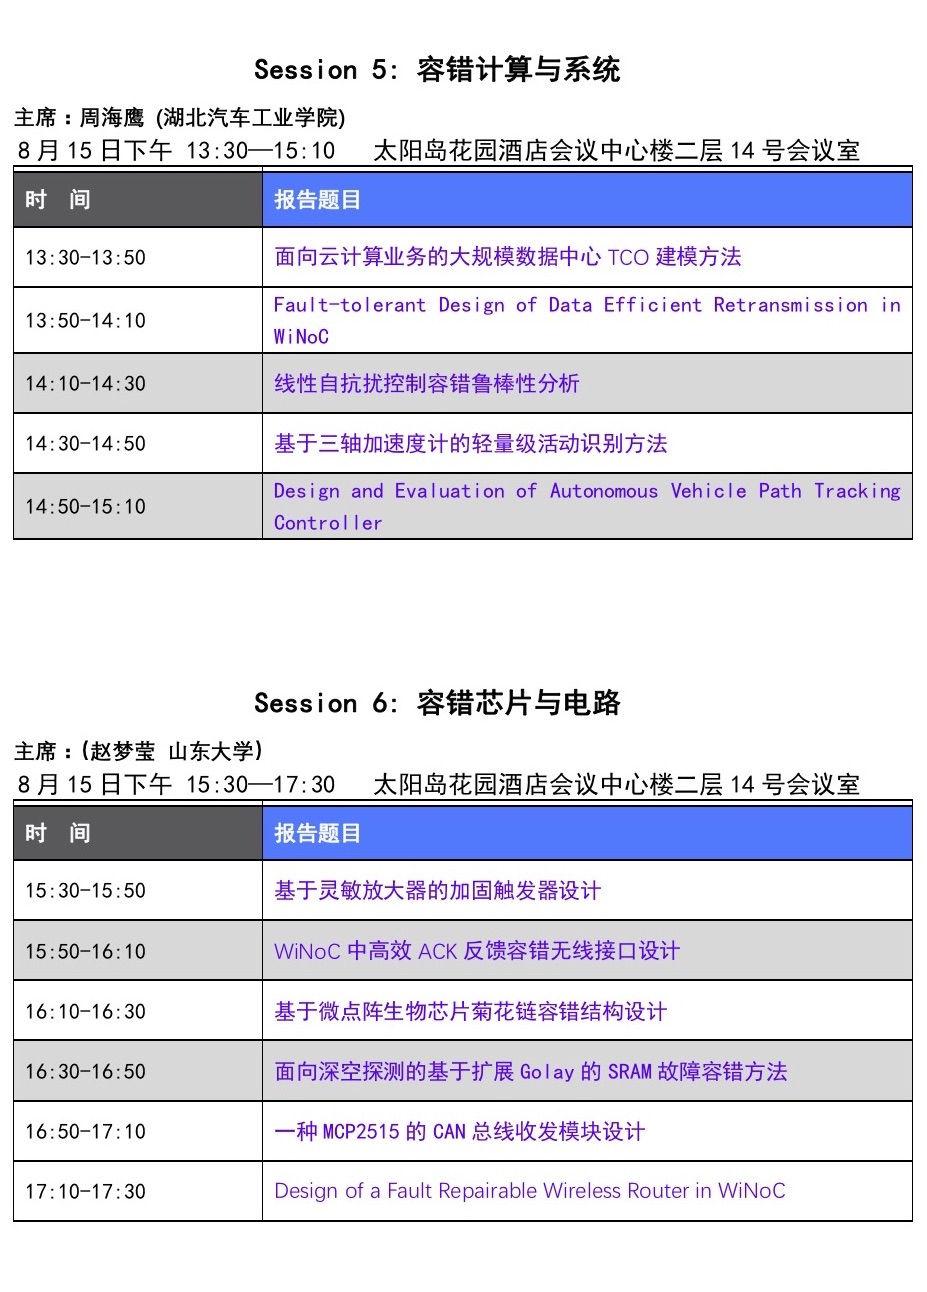 Session 5: 容错计算与系统
主席：周海鹰 (湖北汽车工业学院)
8月15日下午 13:30—15:10 太阳岛花园酒店会议中心楼二层14号会议室
时 间 报告题目
13:30-13:50 面向云计算业务的大规模数据中心 TCO 建模方法
Fault-tolerant Design of Data Efficient Retransmission in
13:50-14:10
WiNoC
14:10-14:30 线性自抗扰控制容错鲁棒性分析
14:30-14:50 基于三轴加速度计的轻量级活动识别方法
Design and Evaluation of Autonomous Vehicle Path Tracking
14:50-15:10
Controller
Session 6: 容错芯片与电路
主席：(赵梦莹 山东大学)
8月15日下午 15:30—17:30 太阳岛花园酒店会议中心楼二层14号会议室
时 间 报告题目
15:30-15:50 基于灵敏放大器的加固触发器设计
15:50-16:10 WiNoC 中高效 ACK 反馈容错无线接口设计
16:10-16:30 基于微点阵生物芯片菊花链容错结构设计
16:30-16:50 面向深空探测的基于扩展 Golay 的 SRAM 故障容错方法
16:50-17:10 一种 MCP2515 的 CAN 总线收发模块设计
17:10-17:30 Design of a Fault Repairable Wireless Router in WiNoC